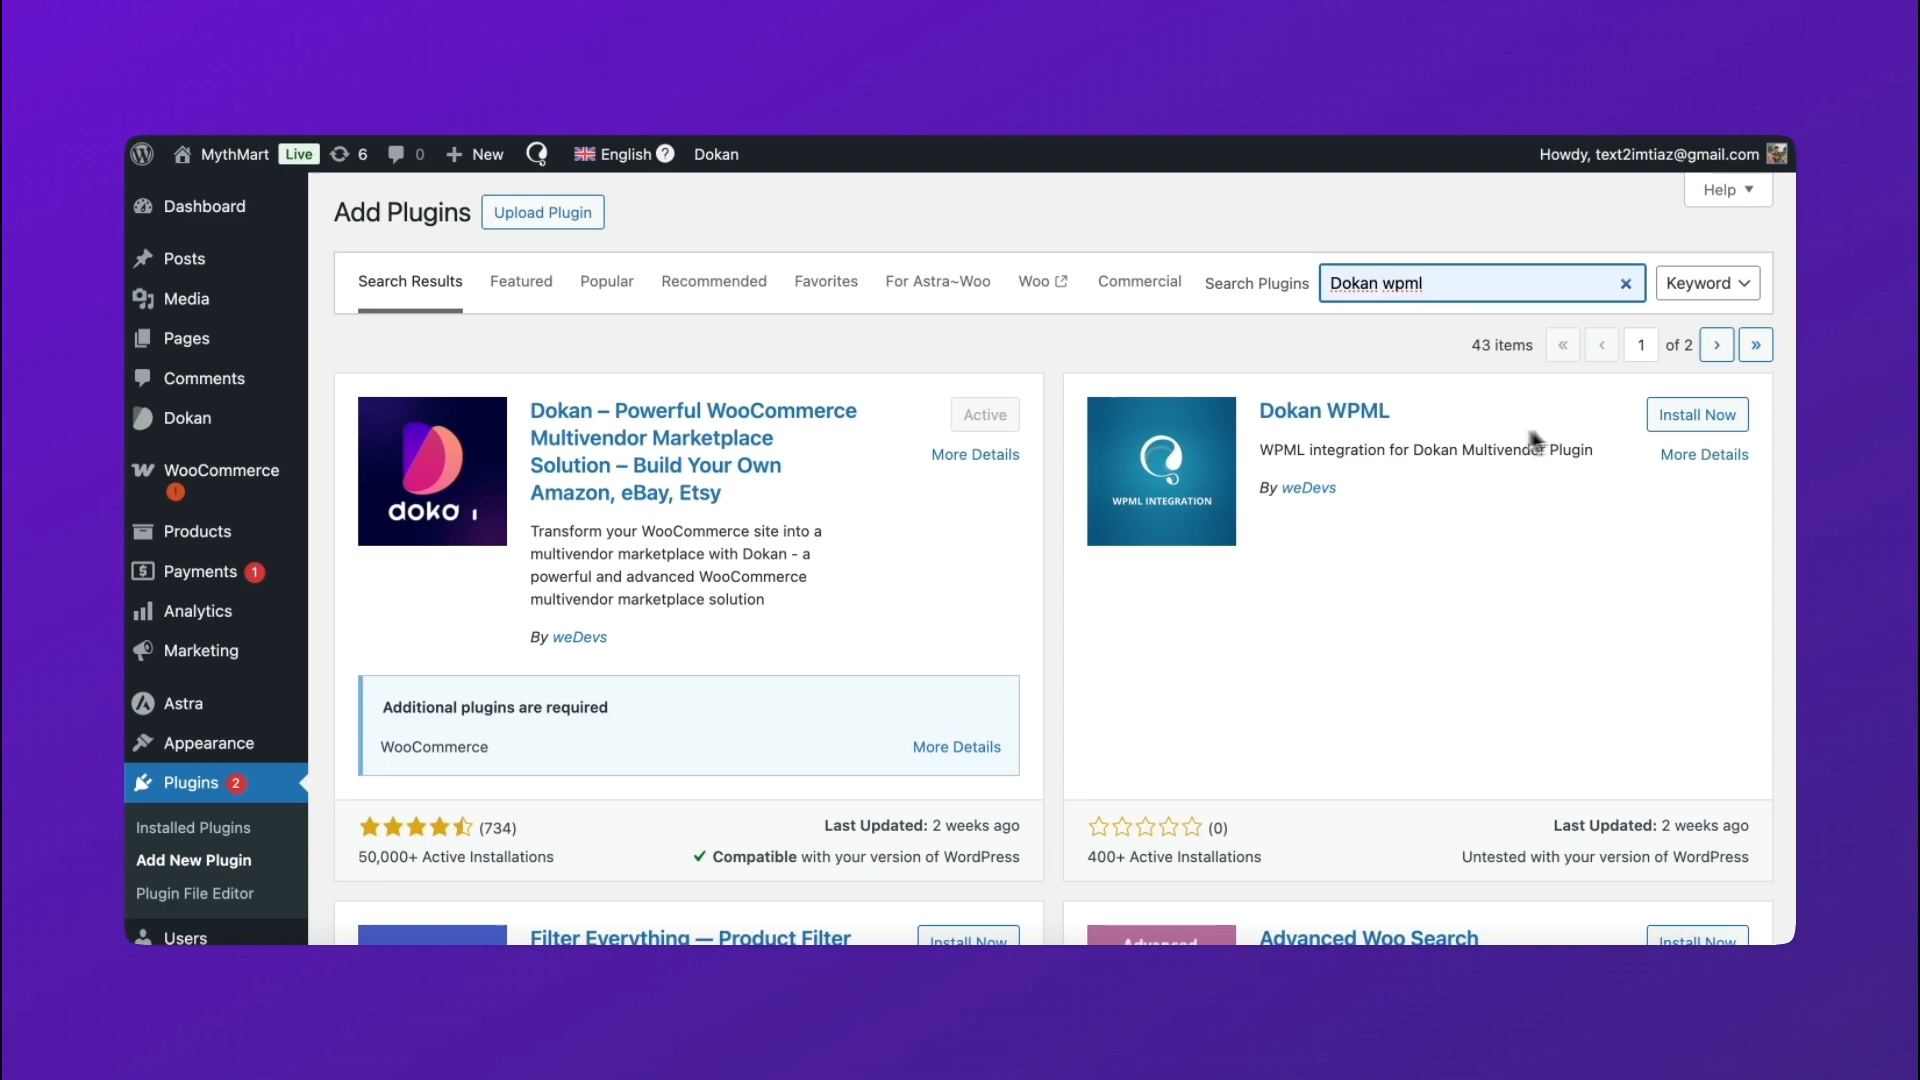 MythMart Live 6 0 New English ? Dokan Howdy, text2imtiaz@gmail.com
Help
Dashboard
Posts
Media
Pages
Comments
Dokan
WooCommerce
!
Products
Payments 1
Analytics
Marketing
Astra
Appearance
Plugins 2
Installed Plugins
Add New Plugin
Plugin File Editor
Users
Add Plugins Upload Plugin
Search Results Featured Popular Recommended Favorites For Astra~Woo Woo Commercial Search Plugins Dokan wpml × Keyword
43 items « ‹ 1 of 2 › »
doko
Dokan – Powerful WooCommerce
Multivendor Marketplace
Solution – Build Your Own
Amazon, eBay, Etsy
Active
More Details
Transform your WooCommerce site into a
multivendor marketplace with Dokan - a
powerful and advanced WooCommerce
multivendor marketplace solution
By weDevs
Additional plugins are required
WooCommerce More Details
(734)
50,000+ Active Installations
Last Updated: 2 weeks ago
✔ Compatible with your version of WordPress
WPML INTEGRATION
Dokan WPML
Install Now
WPML integration for Dokan Multivendor Plugin
More Details
By weDevs
(0)
400+ Active Installations
Last Updated: 2 weeks ago
Untested with your version of WordPress
Filter Everything — Product Filter
Install Now
Advanced
Advanced Woo Search
Install Now